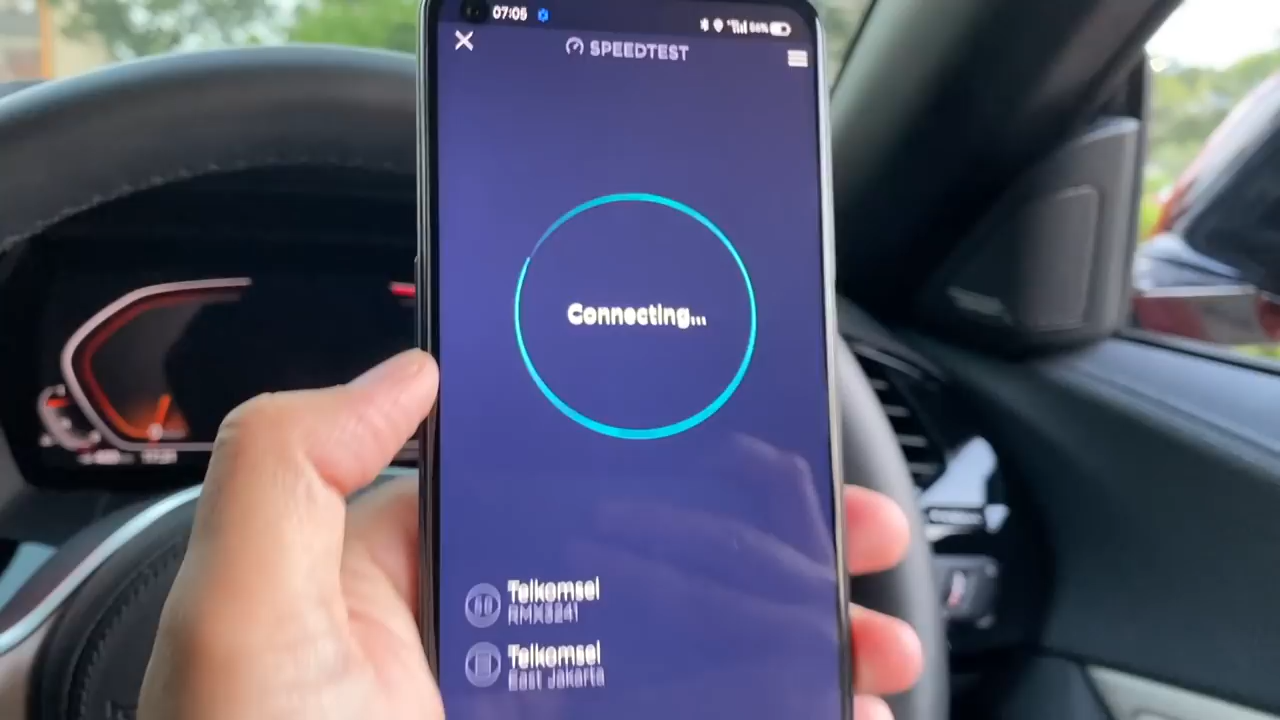 07:05
SPEEDTEST
Connecting...
Telkomsel
RMX3241
Telkomsel
East Jakarta